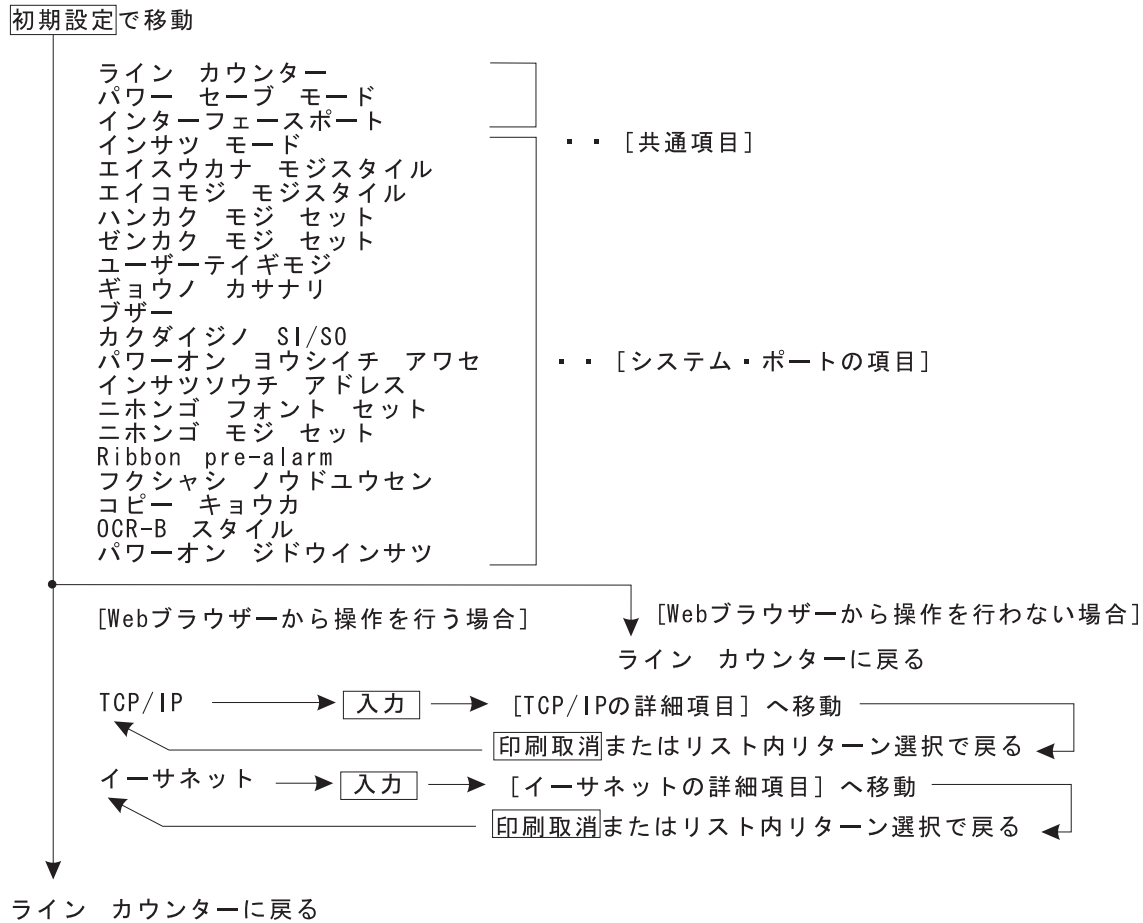 初期設定で移動
ライン カウンター
パワー セーブ モード
インターフェースポート
・・ [共通項目]
インサツ モード
エイスウカナ モジスタイル
エイコモジ モジスタイル
ハンカク モジ セット
ゼンカク モジ セット
ユーザーテイギモジ
ギョウノ カサナリ
ブザー
カクダイジノ SI/SO
パワーオン ヨウシイチ アワセ
・・ [システム・ポートの項目]
インサツソウチ アドレス
ニホンゴ フォント セット
ニホンゴ モジ セット
Ribbon pre-alarm
フクシャシ ノウドユウセン
コピー キョウカ
OCR-B スタイル
パワーオン ジドウインサツ
[Webブラウザーから操作を行う場合]
[Webブラウザーから操作を行わない場合]
ライン カウンターに戻る
TCP/IP 入力 [TCP/IPの詳細項目] へ移動
印刷取消またはリスト内リターン選択で戻る
イーサネット 入力 [イーサネットの詳細項目] へ移動
印刷取消またはリスト内リターン選択で戻る
ライン カウンターに戻る